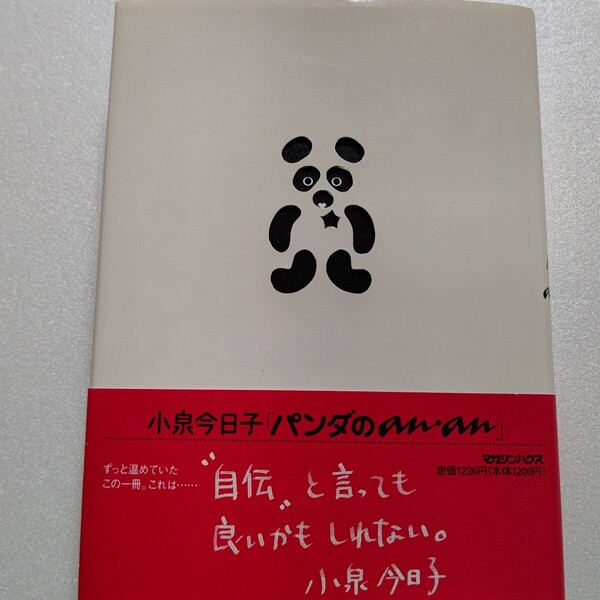 小泉今日子「パンダのan・an」
マガジンハウス
定価1236円(本体1200円)
ずっと温めていた
この一冊。これは……
“自伝”と言っても
良いかもしれない。
小泉今日子